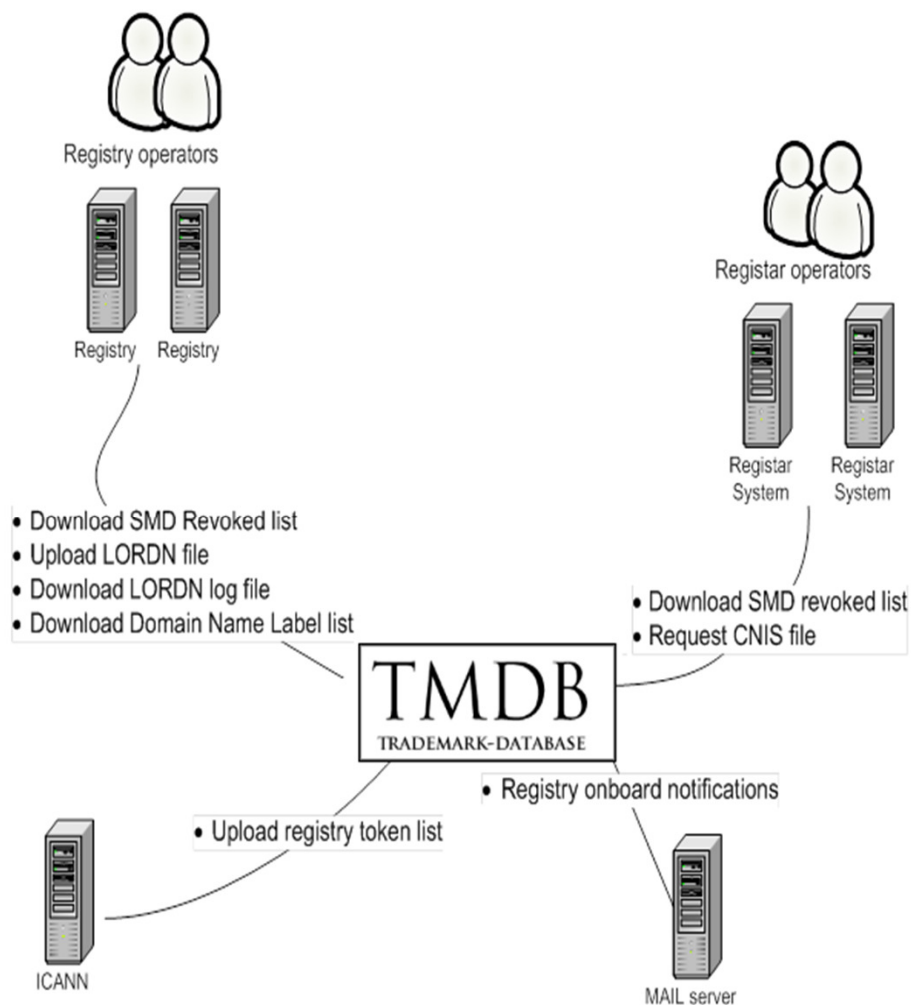 Registry operators
Registry Registry
Registar operators
Registar Registar
System System
• Download SMD Revoked list
• Upload LORDN file
• Download LORDN log file
• Download Domain Name Label list
• Download SMD revoked list
• Request CNIS file
TMDB
TRADEMARK-DATABASE
• Registry onboard notifications
• Upload registry token list
ICANN
MAIL server